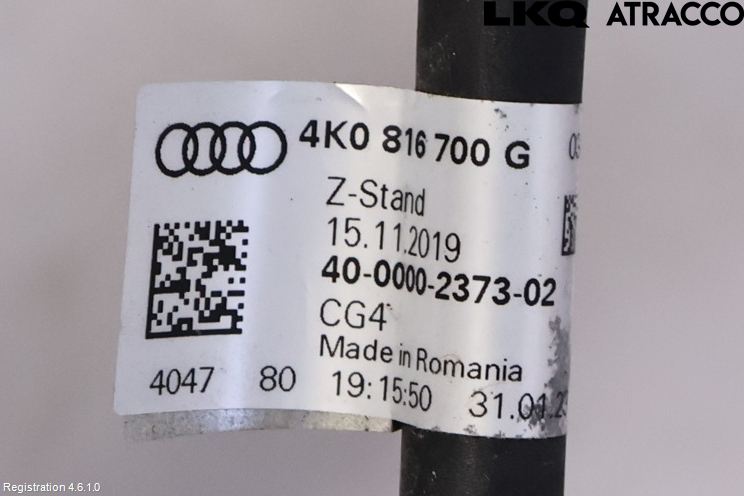 LKQ ATRACCO
4K0 816 700 G
Z-Stand
15.11.2019
40-0000-2373-02
CG4
Made in Romania
4047 80 19:15:50
Registration 4.6.1.0